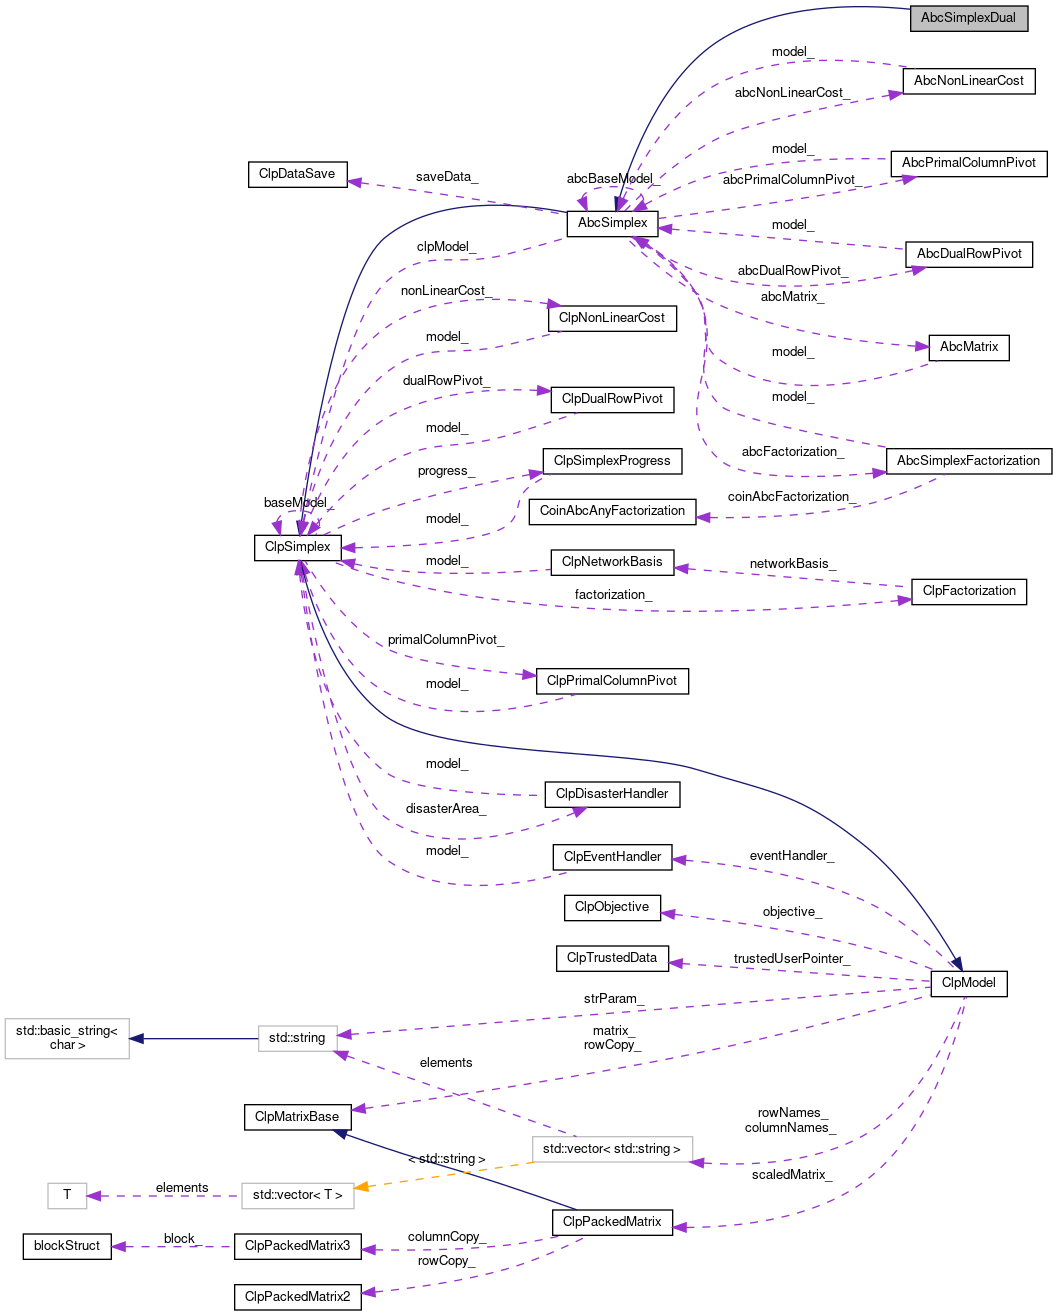 AbcSimplexDual
model_
AbcNonLinearCost
abcNonLinearCost_
model_
AbcPrimalColumnPivot
ClpDataSave
saveData_
abcBaseModel_
abcPrimalColumnPivot_
AbcSimplex
model_
clpModel_
AbcDualRowPivot
abcDualRowPivot_
nonLinearCost_
abcMatrix_
ClpNonLinearCost
model_
AbcMatrix
model_
dualRowPivot_
ClpDualRowPivot
model_
model_
abcFactorization_
ClpSimplexProgress
AbcSimplexFactorization
progress_
coinAbcFactorization_
baseModel_
CoinAbcAnyFactorization
model_
ClpSimplex
model_
ClpNetworkBasis
networkBasis_
factorization_
ClpFactorization
primalColumnPivot_
ClpPrimalColumnPivot
model_
model_
ClpDisasterHandler
disasterArea_
model_
ClpEventHandler
eventHandler_
ClpObjective
objective_
ClpTrustedData
trustedUserPointer_
ClpModel
strParam_
std::basic_string<
char >
std::string
matrix_
rowCopy_
elements
ClpMatrixBase
rowNames_
columnNames_
std::vector< std::string >
< std::string >
scaledMatrix_
T
elements
std::vector< T >
ClpPackedMatrix
blockStruct
block_
ClpPackedMatrix3
columnCopy_
rowCopy_
ClpPackedMatrix2